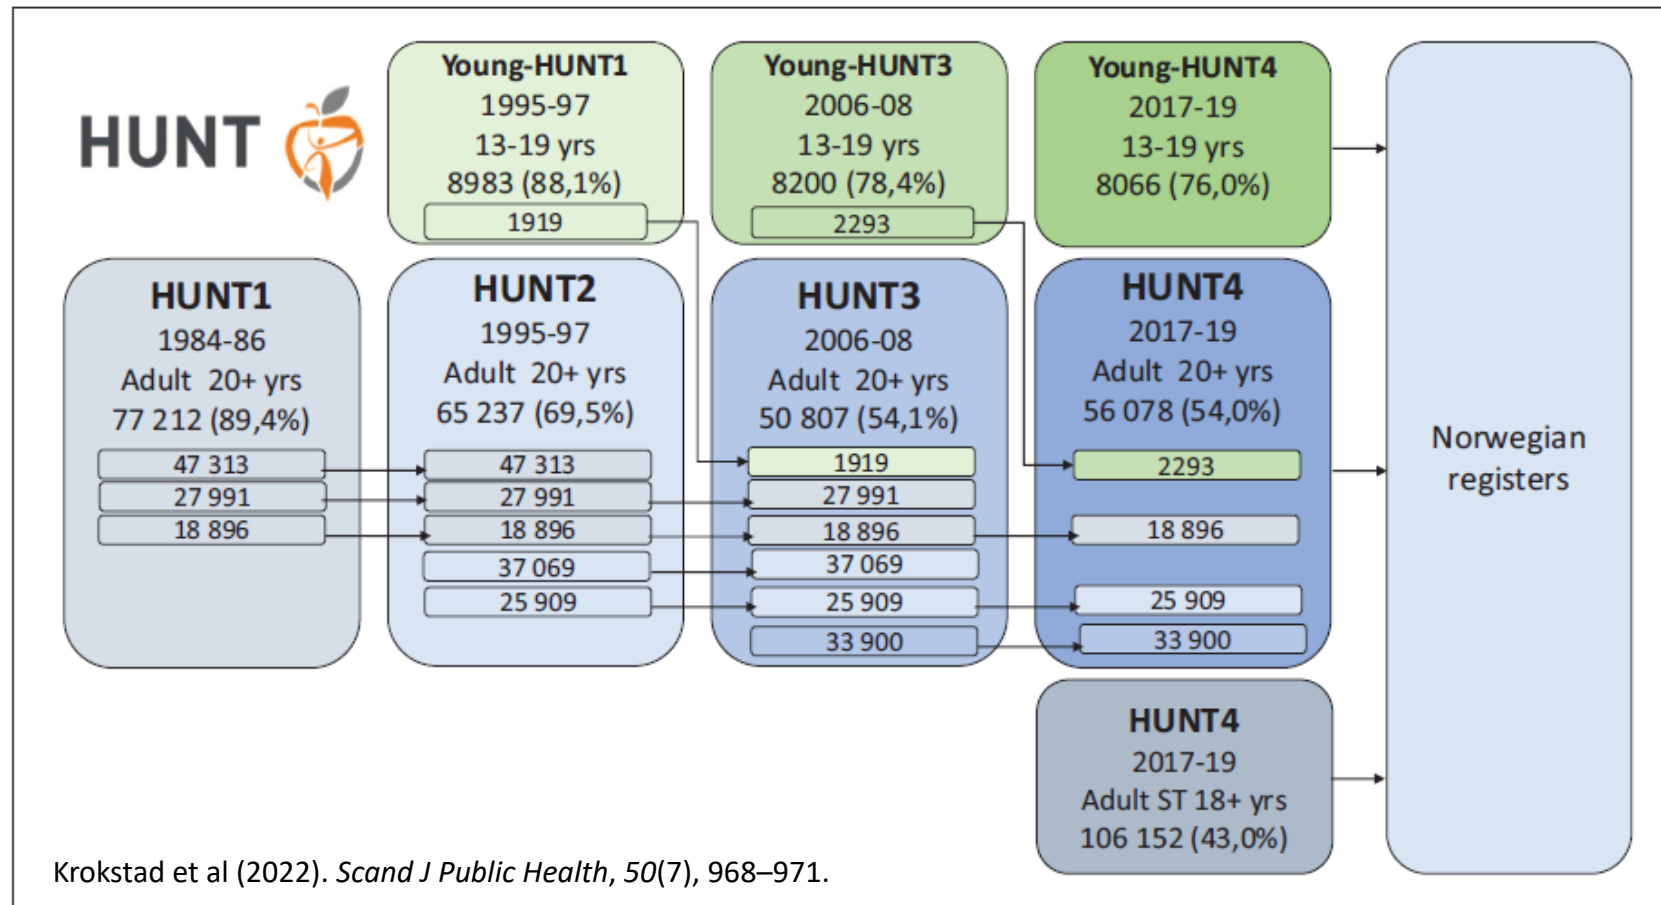 HUNT
Young-HUNT1
1995-97
13-19 yrs
8983 (88,1%)
1919
Young-HUNT3
2006-08
13-19 yrs
8200 (78,4%)
2293
Young-HUNT4
2017-19
13-19 yrs
8066 (76,0%)
HUNT1
1984-86
Adult 20+ yrs
77 212 (89,4%)
47 313
27 991
18 896
HUNT2
1995-97
Adult 20+ yrs
65 237 (69,5%)
47 313
27 991
18 896
37 069
25 909
HUNT3
2006-08
Adult 20+ yrs
50 807 (54,1%)
1919
27 991
18 896
37 069
25 909
33 900
HUNT4
2017-19
Adult 20+ yrs
56 078 (54,0%)
2293
18 896
25 909
33 900
HUNT4
2017-19
Adult ST 18+ yrs
106 152 (43,0%)
Norwegian
registers
Krokstad et al (2022). Scand J Public Health, 50(7), 968–971.